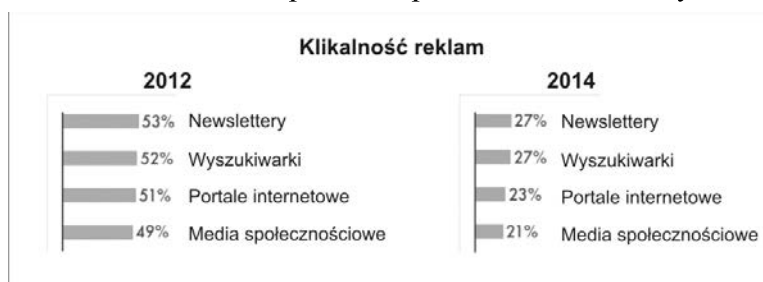 Klikalność reklam
2012
53% Newslettery
52% Wyszukiwarki
51% Portale internetowe
49% Media społecznościowe
2014
27% Newslettery
27% Wyszukiwarki
23% Portale internetowe
21% Media społecznościowe